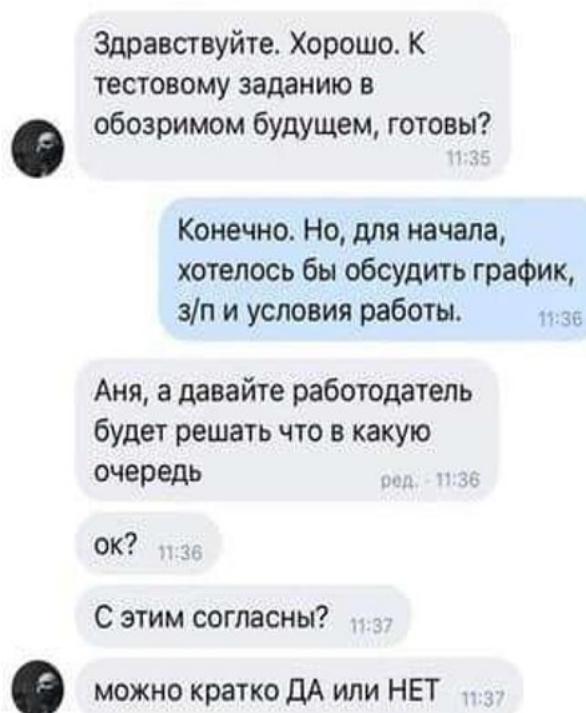 Здравствуйте. Хорошо. К
тестовому заданию в
обозримом будущем, готовы?
11:35
Конечно. Но, для начала,
хотелось бы обсудить график,
з/п и условия работы.
11:36
Аня, а давайте работодатель
будет решать что в какую
очередь
ред. · 11:36
ок? 11:36
С этим согласны? 11:37
можно кратко ДА или НЕТ 11:37